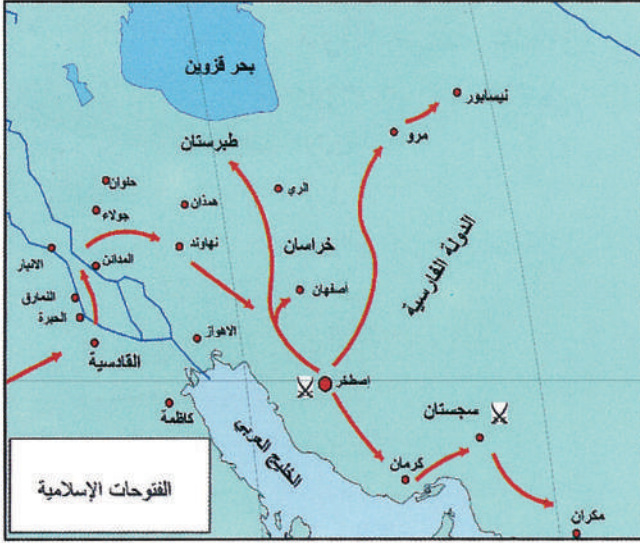 بحر قزوين
نيسابور
مرو
طبرستان
الري
حلوان
همذان
جولاء
خراسان
نهاوند
الدولة الفارسية
الانبار
المدائن
أصفهان
النمارق
الحيرة
الاهواز
القادسية
إصطخر
كاظمة
سجستان
الخليج العربي
كرمان
الفتوحات الإسلامية
مكران